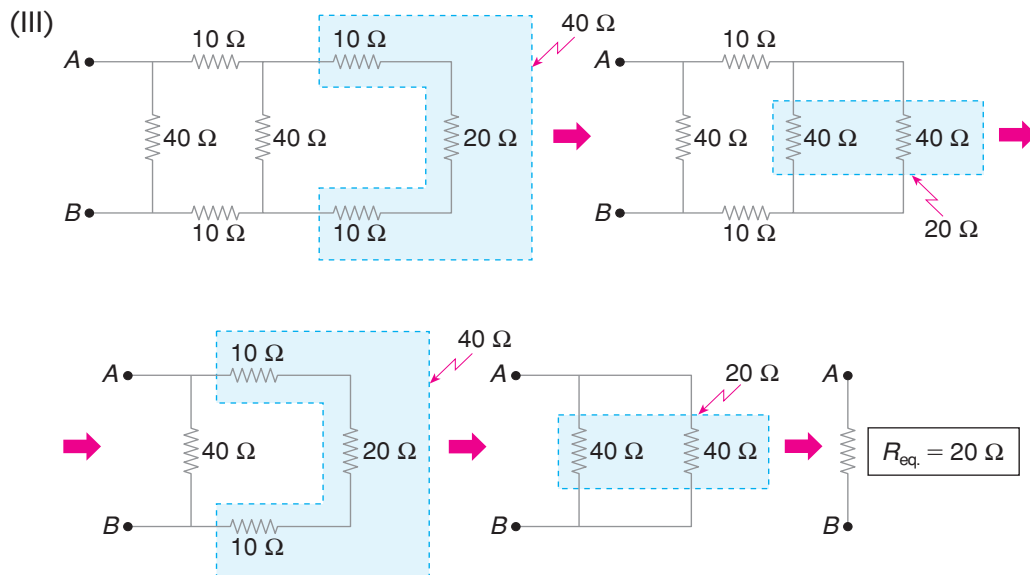 (III)
10 Ω 10 Ω 40 Ω
A
40 Ω 40 Ω 20 Ω
B
10 Ω 10 Ω
10 Ω
A
40 Ω 40 Ω 40 Ω
B
10 Ω 20 Ω
10 Ω 40 Ω
A
40 Ω 20 Ω
B
10 Ω
A 20 Ω
40 Ω 40 Ω
B
A
R_eq. = 20 Ω
B